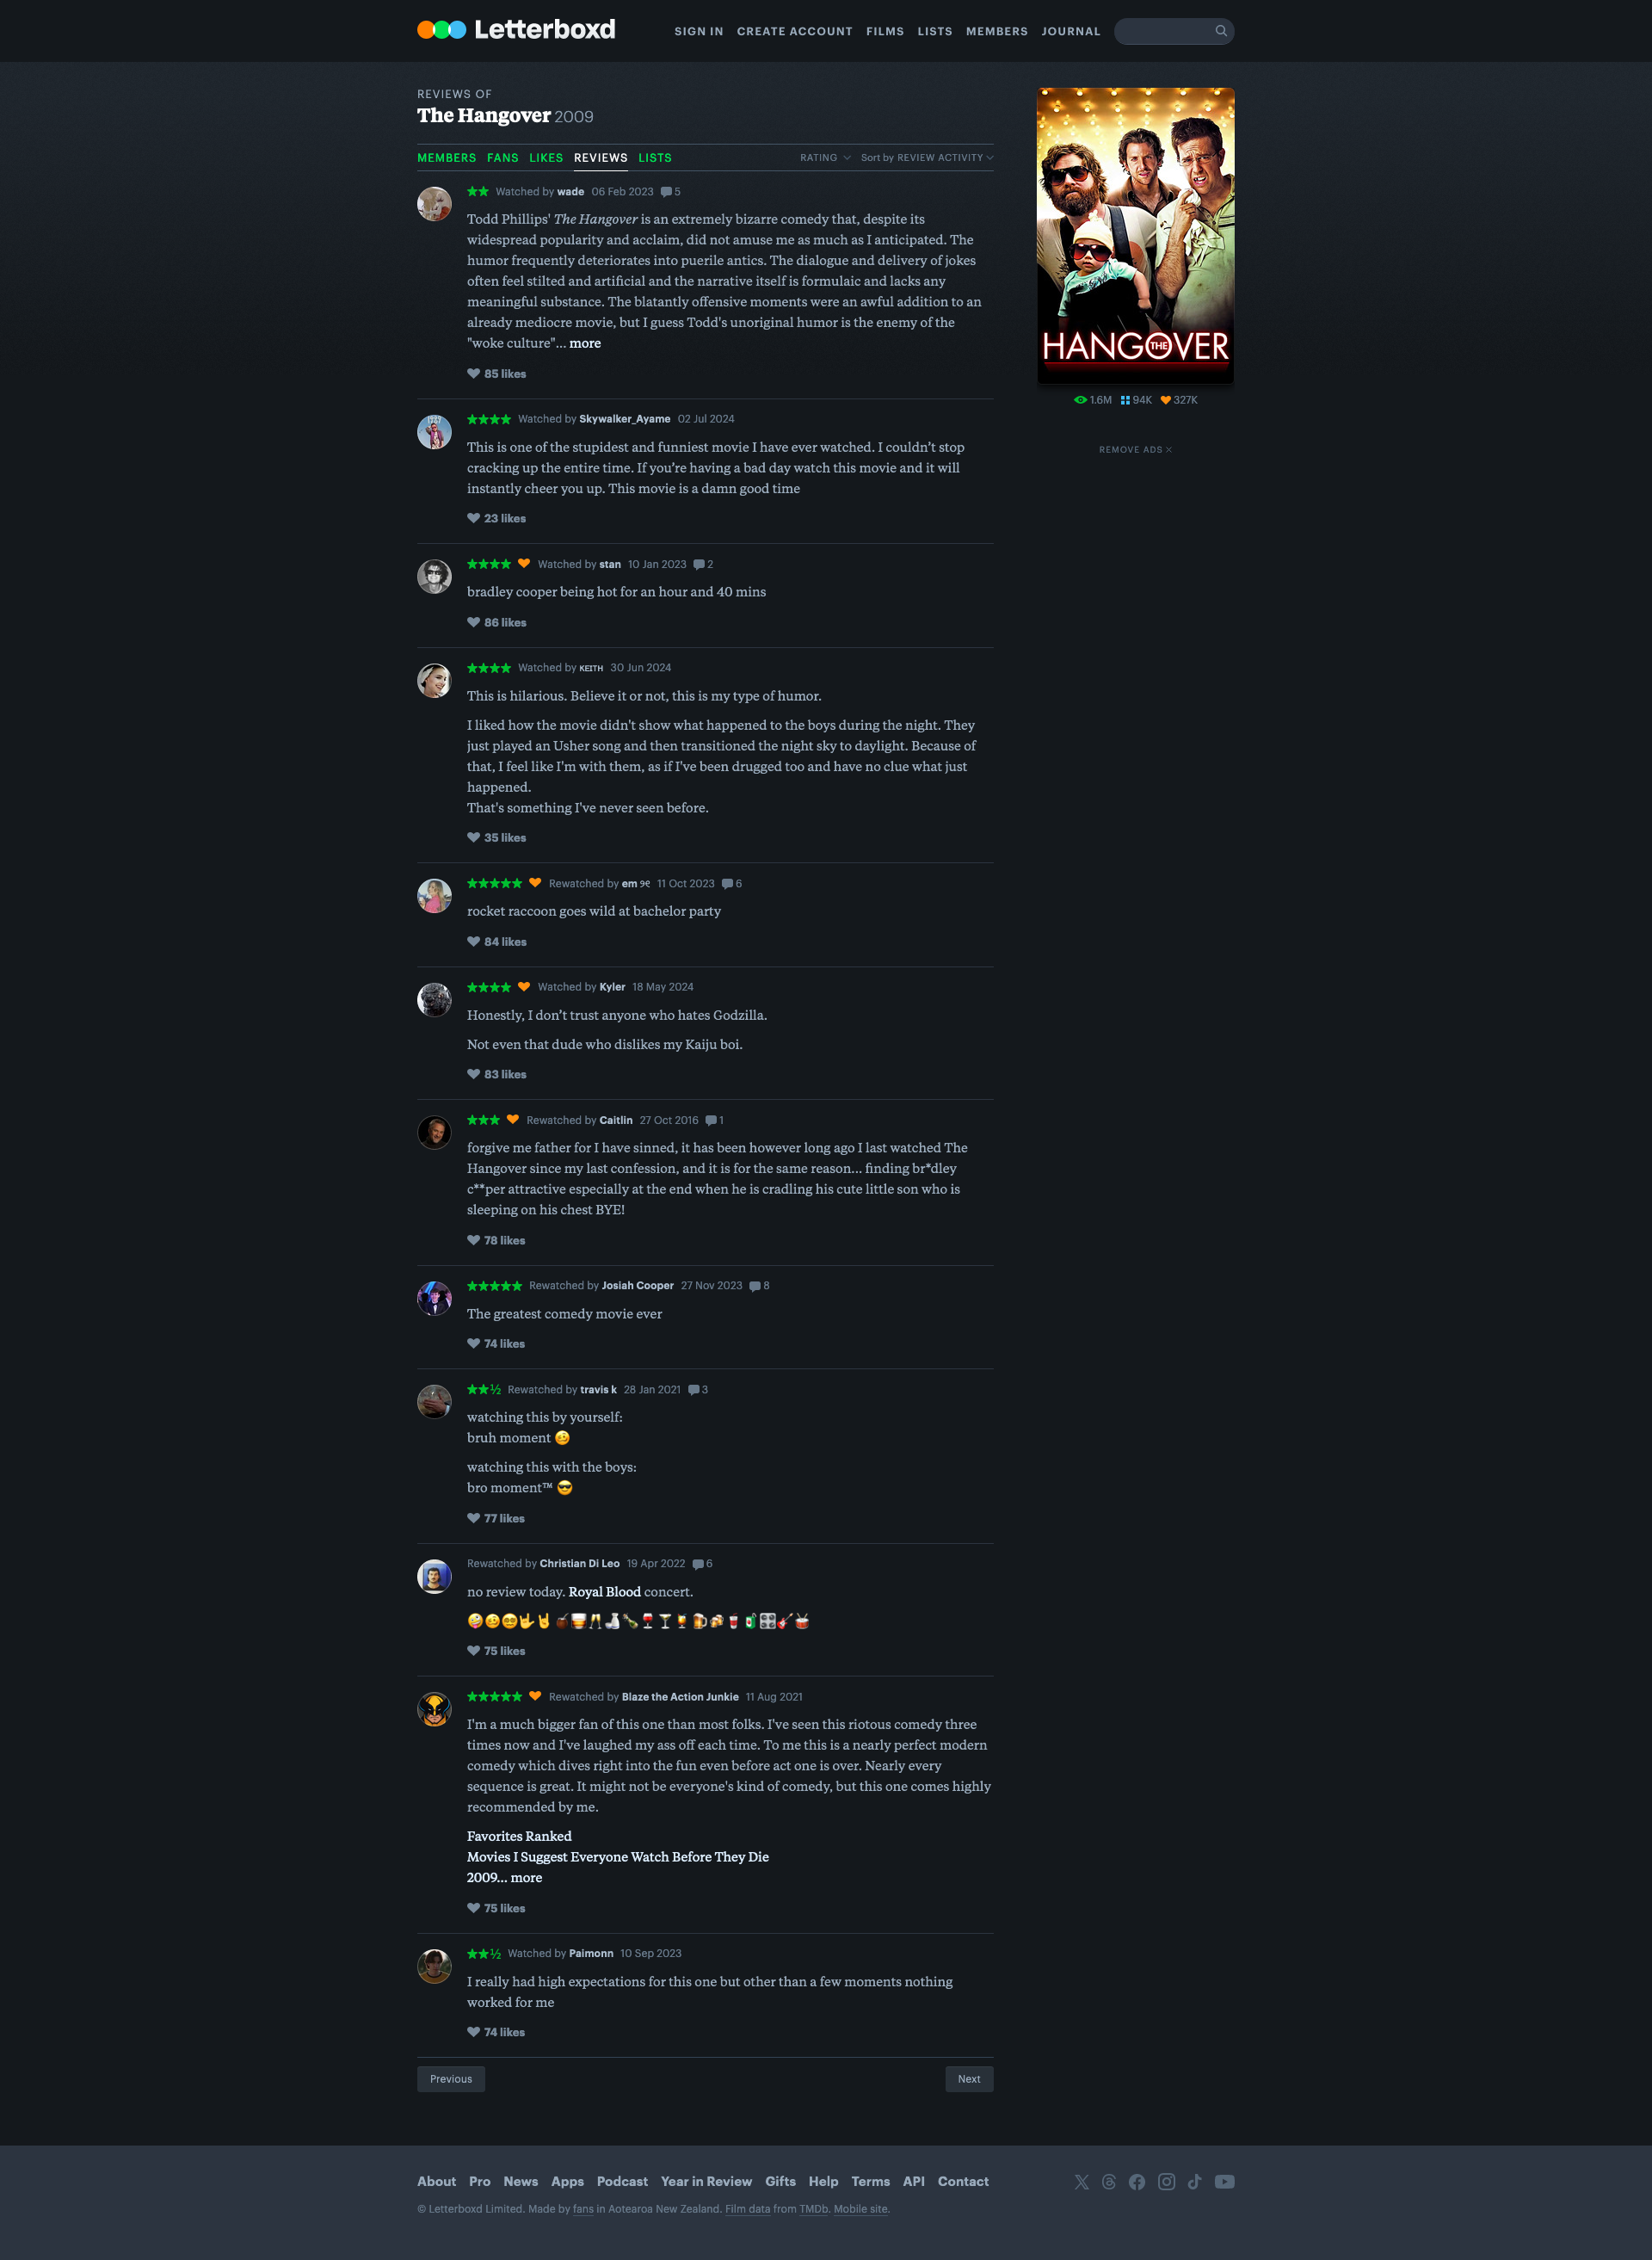 Letterboxd
SIGN IN CREATE ACCOUNT FILMS LISTS MEMBERS JOURNAL
REVIEWS OF
The Hangover 2009
MEMBERS FANS LIKES REVIEWS LISTS
RATING Sort by REVIEW ACTIVITY
★★ Watched by wade 06 Feb 2023 5
Todd Phillips' The Hangover is an extremely bizarre comedy that, despite its
widespread popularity and acclaim, did not amuse me as much as I anticipated. The
humor frequently deteriorates into puerile antics. The dialogue and delivery of jokes
often feel stilted and artificial and the narrative itself is formulaic and lacks any
meaningful substance. The blatantly offensive moments were an awful addition to an
already mediocre movie, but I guess Todd's unoriginal humor is the enemy of the
"woke culture"... more
85 likes
★★★★ Watched by Skywalker_Ayame 02 Jul 2024
This is one of the stupidest and funniest movie I have ever watched. I couldn’t stop
cracking up the entire time. If you’re having a bad day watch this movie and it will
instantly cheer you up. This movie is a damn good time
23 likes
★★★★ Watched by stan 10 Jan 2023 2
bradley cooper being hot for an hour and 40 mins
86 likes
★★★★ Watched by ᴋᴇɪᴛʜ 30 Jun 2024
This is hilarious. Believe it or not, this is my type of humor.
I liked how the movie didn't show what happened to the boys during the night. They
just played an Usher song and then transitioned the night sky to daylight. Because of
that, I feel like I'm with them, as if I've been drugged too and have no clue what just
happened.
That's something I've never seen before.
35 likes
★★★★★ Rewatched by em ୨୧ 11 Oct 2023 6
rocket raccoon goes wild at bachelor party
84 likes
★★★★ Watched by Kyler 18 May 2024
Honestly, I don’t trust anyone who hates Godzilla.
Not even that dude who dislikes my Kaiju boi.
83 likes
★★★ Rewatched by Caitlin 27 Oct 2016 1
forgive me father for I have sinned, it has been however long ago I last watched The
Hangover since my last confession, and it is for the same reason... finding br*dley
c**per attractive especially at the end when he is cradling his cute little son who is
sleeping on his chest BYE!
78 likes
★★★★★ Rewatched by Josiah Cooper 27 Nov 2023 8
The greatest comedy movie ever
74 likes
★★½ Rewatched by travis k 28 Jan 2021 3
watching this by yourself:
bruh moment 🥴
watching this with the boys:
bro moment™ 😎
77 likes
Rewatched by Christian Di Leo 19 Apr 2022 6
no review today. Royal Blood concert.
🤪🥴😵‍💫🤟🤘🧉🥃🥂🍶🍾🍷🍸🍹🍺🍻🥤🧃🎛🎸🥁
75 likes
★★★★★ Rewatched by Blaze the Action Junkie 11 Aug 2021
I'm a much bigger fan of this one than most folks. I've seen this riotous comedy three
times now and I've laughed my ass off each time. To me this is a nearly perfect modern
comedy which dives right into the fun even before act one is over. Nearly every
sequence is great. It might not be everyone's kind of comedy, but this one comes highly
recommended by me.
Favorites Ranked
Movies I Suggest Everyone Watch Before They Die
2009... more
75 likes
★★½ Watched by Paimonn 10 Sep 2023
I really had high expectations for this one but other than a few moments nothing
worked for me
74 likes
Previous Next
THE HANGOVER
1.6M 94K 327K
REMOVE ADS
About Pro News Apps Podcast Year in Review Gifts Help Terms API Contact
© Letterboxd Limited. Made by fans in Aotearoa New Zealand. Film data from TMDb. Mobile site.